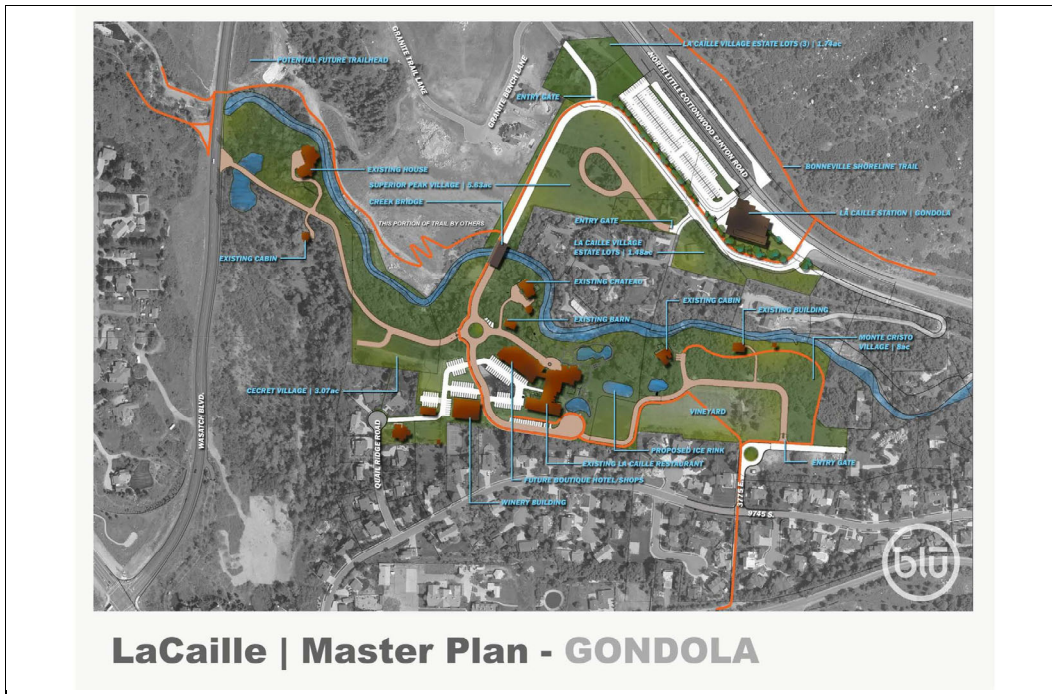 LA CAILLE VILLAGE ESTATE LOTS (3) | 1.74ac
POTENTIAL FUTURE TRAILHEAD
GRANITE TRAIL LANE
GRANITE BENCH LANE
NORTH LITTLE COTTONWOOD CANYON ROAD
ENTRY GATE
BONNEVILLE SHORELINE TRAIL
EXISTING HOUSE
SUPERIOR PEAK VILLAGE | 3.63ac
CREEK BRIDGE
LA CAILLE STATION | GONDOLA
THIS PORTION OF TRAIL BY OTHERS
ENTRY GATE
LA CAILLE VILLAGE
ESTATE LOTS | 1.48ac
EXISTING CABIN
EXISTING CHATEAU
EXISTING CABIN
EXISTING BUILDING
EXISTING BARN
MONTE CRISTO
VILLAGE | 8ac
CECRET VILLAGE | 3.07ac
WASATCH BLVD.
QUAIL RIDGE ROAD
VINEYARD
PROPOSED ICE RINK
EXISTING LA CAILLE RESTAURANT
ENTRY GATE
FUTURE BOUTIQUE HOTEL/SHOPS
WINERY BUILDING
3775 E.
9745 S.
blū
LaCaille | Master Plan - GONDOLA